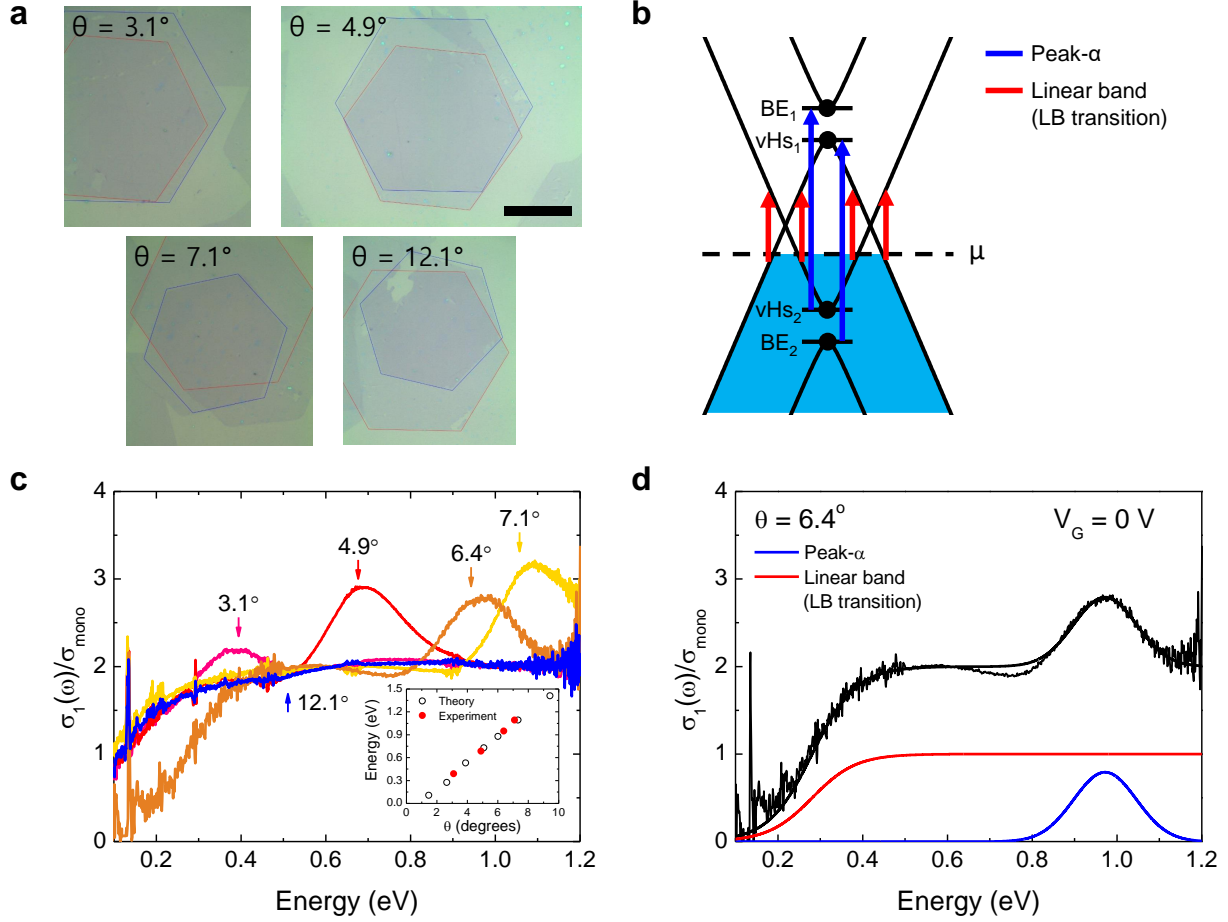 a
θ = 3.1°
θ = 4.9°
θ = 7.1°
θ = 12.1°
b
Peak-α
Linear band
(LB transition)
BE₁
vHs₁
μ
vHs₂
BE₂
c
σ₁(ω)/σmono
4
3
2
1
0
3.1°
4.9°
6.4°
7.1°
12.1°
Energy (eV)
1.5
1.2
0.9
0.6
0.3
0.0
Theory
Experiment
0 2 4 6 8 10
θ (degrees)
0.2 0.4 0.6 0.8 1.0 1.2
Energy (eV)
d
σ₁(ω)/σmono
4
3
2
1
0
θ = 6.4°
V_G = 0 V
Peak-α
Linear band
(LB transition)
0.2 0.4 0.6 0.8 1.0 1.2
Energy (eV)